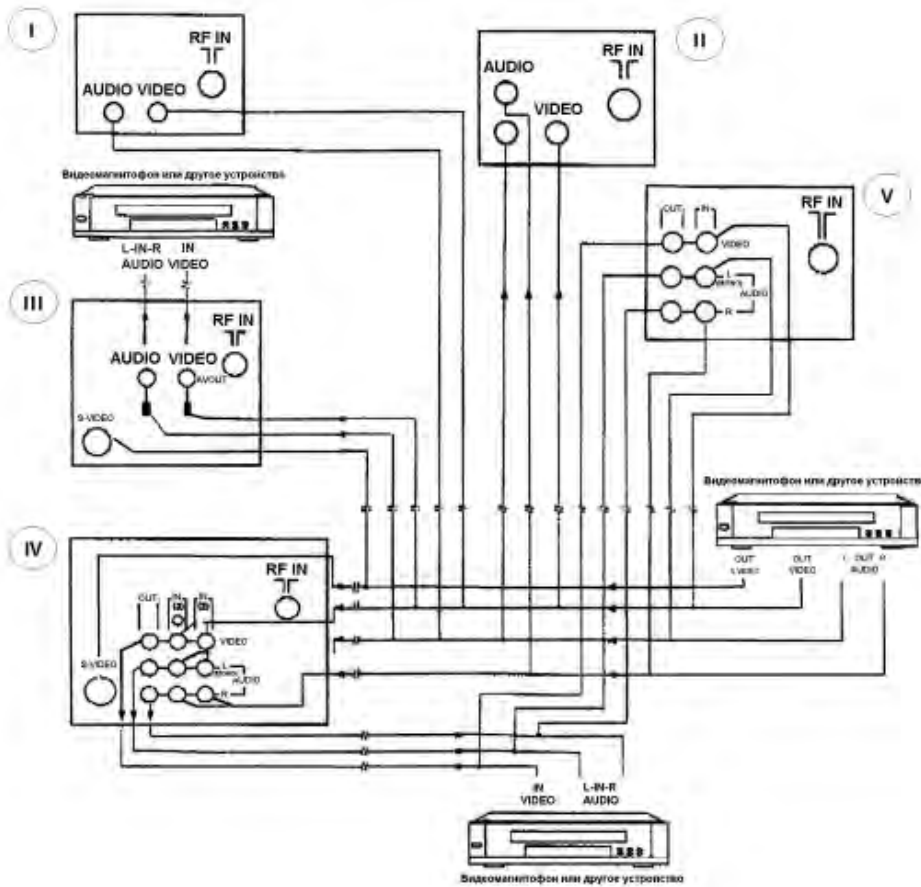 I
RF IN
AUDIO VIDEO
II
RF IN
AUDIO
VIDEO
Видеомагнитофон или другое устройство
L-IN-R IN
AUDIO VIDEO
V
RF IN
OUT IN
VIDEO
L
AUDIO
R
III
RF IN
AUDIO VIDEO
AVOUT
S-VIDEO
Видеомагнитофон или другое устройств
OUT
S-VIDEO
OUT
VIDEO
L OUT R
AUDIO
IV
RF IN
OUT IN IN
VIDEO
S-VIDEO
L
AUDIO
R
IN
VIDEO
L-IN-R
AUDIO
Видеомагнитофон или другое устройство